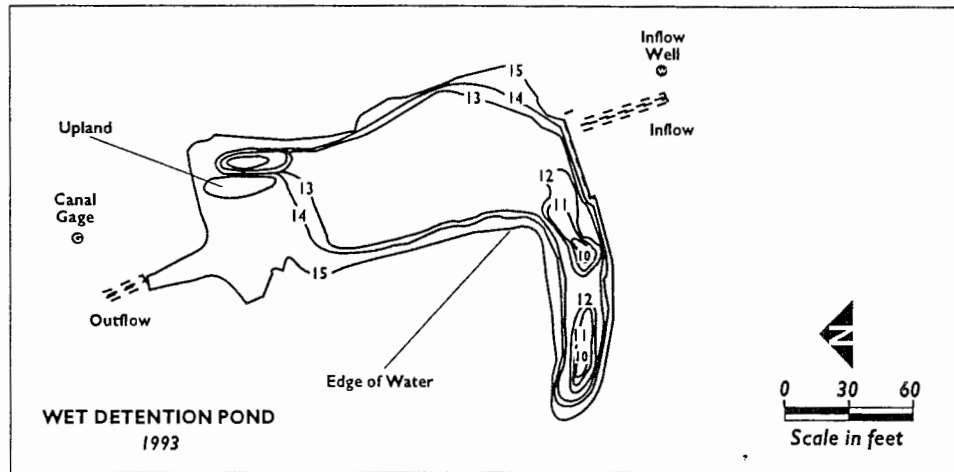 Inflow
Well
W
15
13
14
Inflow
Upland
12
13
11
14
Canal
Gage
G
10
15
12
Outflow
11
10
Edge of Water
N
WET DETENTION POND
1993
0 30 60
Scale in feet